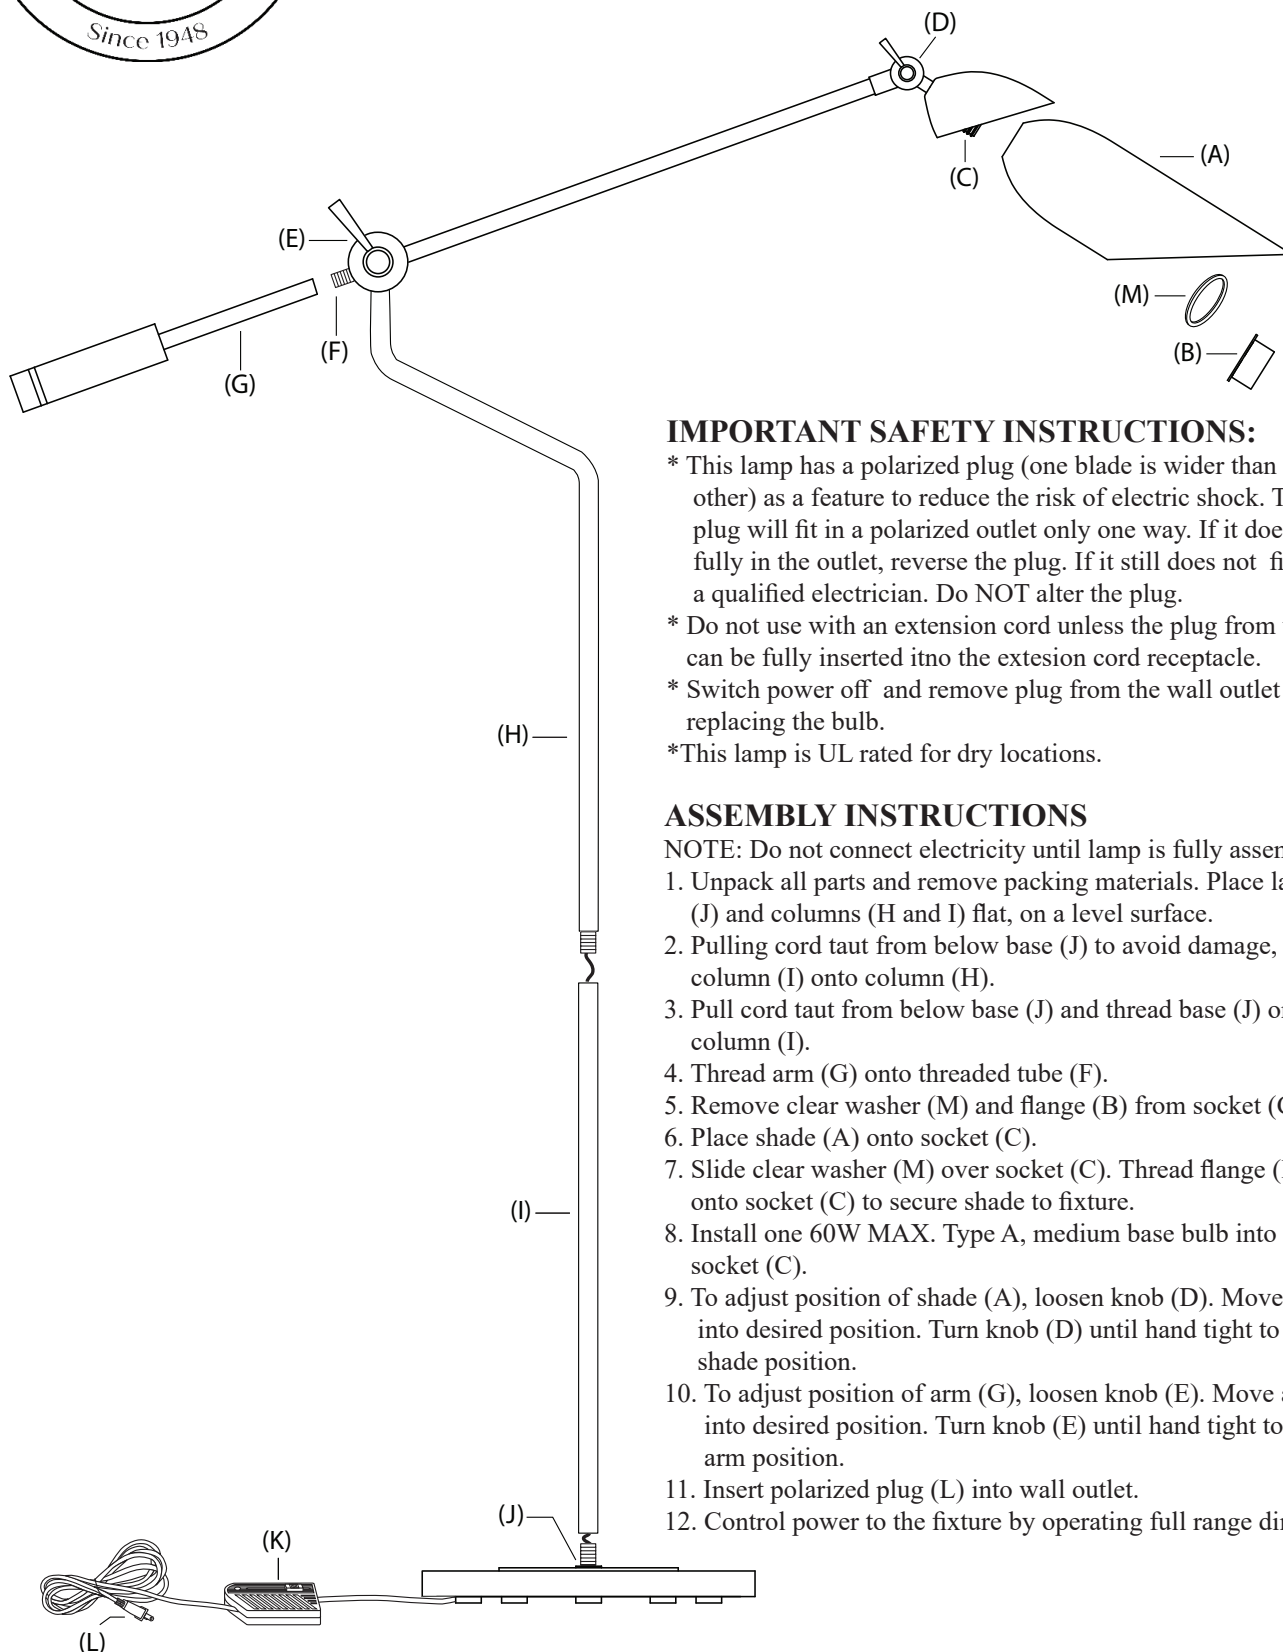 Since 1948
(D)
(A)
(C)
(E)
(M)
(F)
(B)
(G)
IMPORTANT SAFETY INSTRUCTIONS:
* This lamp has a polarized plug (one blade is wider than
other) as a feature to reduce the risk of electric shock.
plug will fit in a polarized outlet only one way. If it
fully in the outlet, reverse the plug. If it still does not
a qualified electrician. Do NOT alter the plug.
* Do not use with an extension cord unless the plug from
can be fully inserted itno the extesion cord receptacle.
* Switch power off and remove plug from the wall outlet
replacing the bulb.
*This lamp is UL rated for dry locations.
(H)
ASSEMBLY INSTRUCTIONS
NOTE: Do not connect electricity until lamp is fully
1. Unpack all parts and remove packing materials. Place
(J) and columns (H and I) flat, on a level surface.
2. Pulling cord taut from below base (J) to avoid damage,
column (I) onto column (H).
3. Pull cord taut from below base (J) and thread base (J)
column (I).
4. Thread arm (G) onto threaded tube (F).
5. Remove clear washer (M) and flange (B) from socket
6. Place shade (A) onto socket (C).
7. Slide clear washer (M) over socket (C). Thread flange
onto socket (C) to secure shade to fixture.
(I)
8. Install one 60W MAX. Type A, medium base bulb into
socket (C).
9. To adjust position of shade (A), loosen knob (D). Move
into desired position. Turn knob (D) until hand tight to
shade position.
10. To adjust position of arm (G), loosen knob (E). Move
into desired position. Turn knob (E) until hand tight to
arm position.
11. Insert polarized plug (L) into wall outlet.
12. Control power to the fixture by operating full range
(J)
(K)
(L)